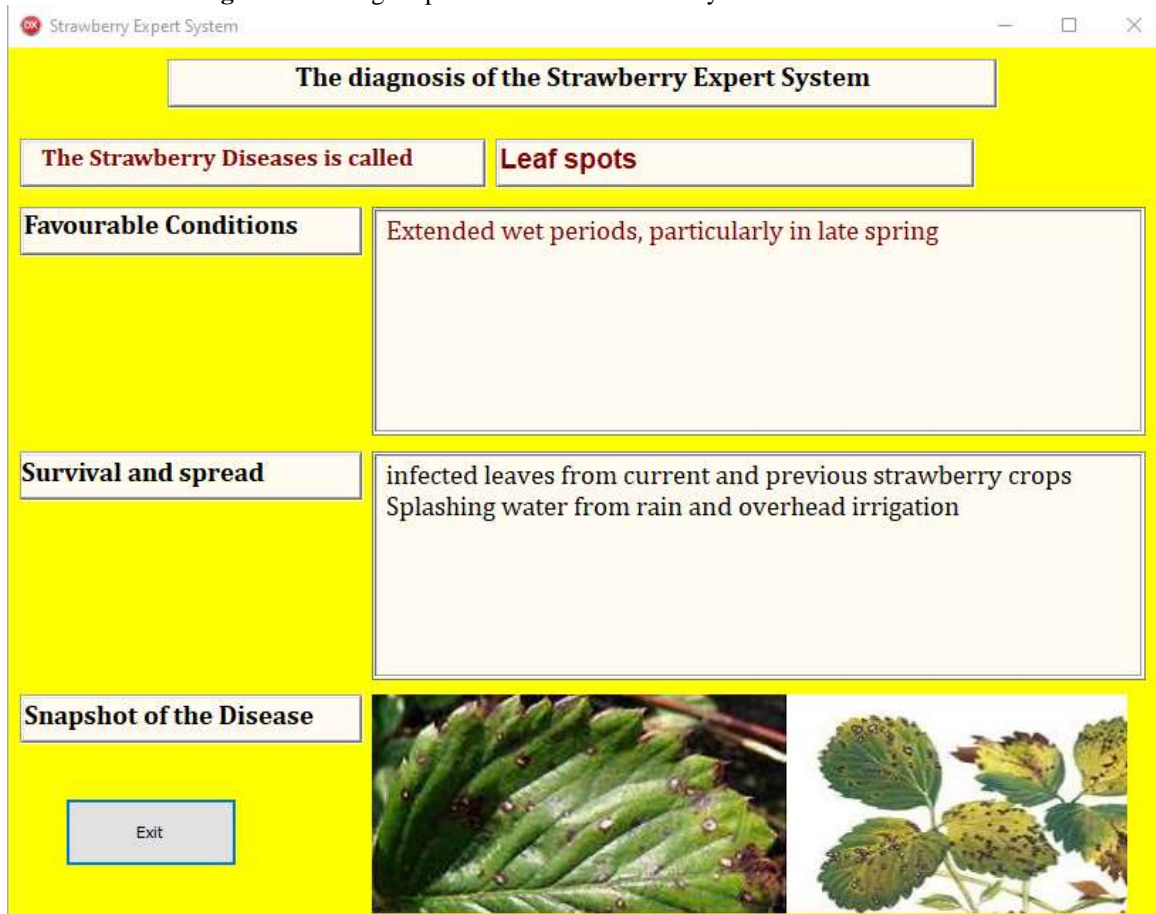 Strawberry Expert System
The diagnosis of the Strawberry Expert System
The Strawberry Diseases is called
Leaf spots
Favourable Conditions
Extended wet periods, particularly in late spring
Survival and spread
infected leaves from current and previous strawberry crops
Splashing water from rain and overhead irrigation
Snapshot of the Disease
Exit